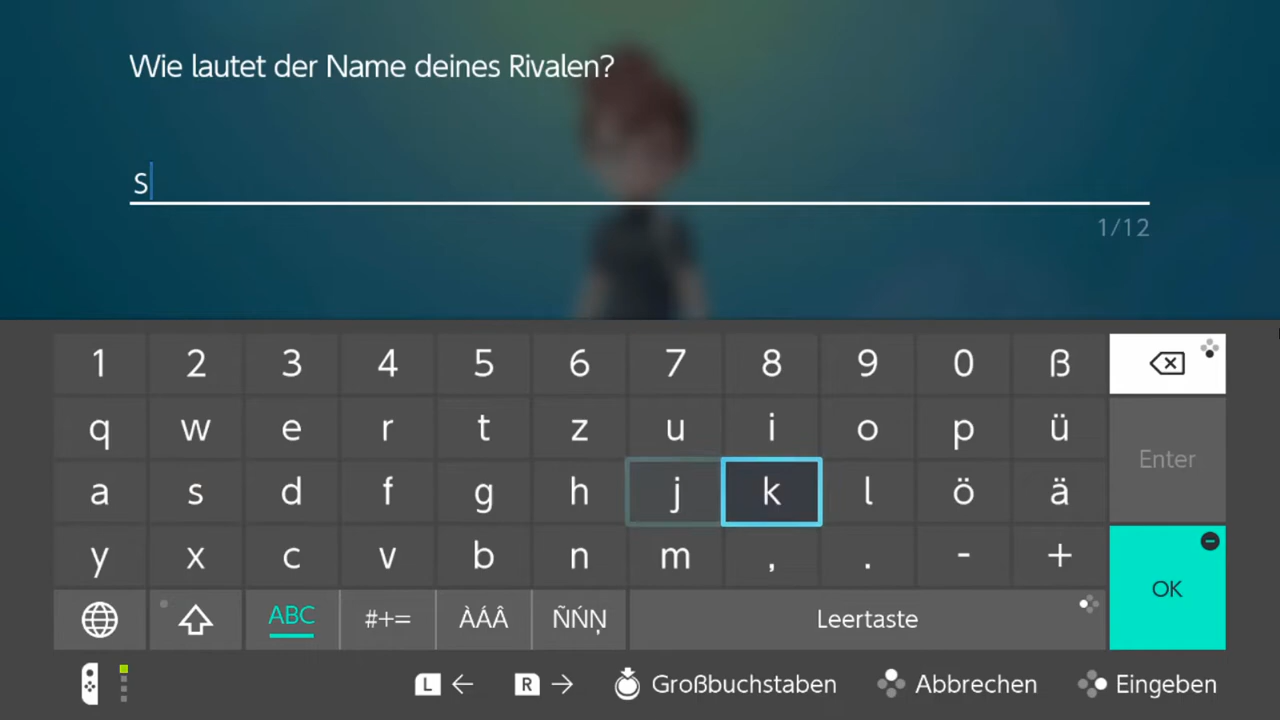 Wie lautet der Name deines Rivalen?
S
1/12
1 2 3 4 5 6 7 8 9 0 ß
q w e r t z u i o p ü
Enter
a s d f g h j k l ö ä
y x c v b n m , . - +
OK
ABC #+= ÀÁÂ ÑŃŅ Leertaste
L ← R → Großbuchstaben Abbrechen Eingeben